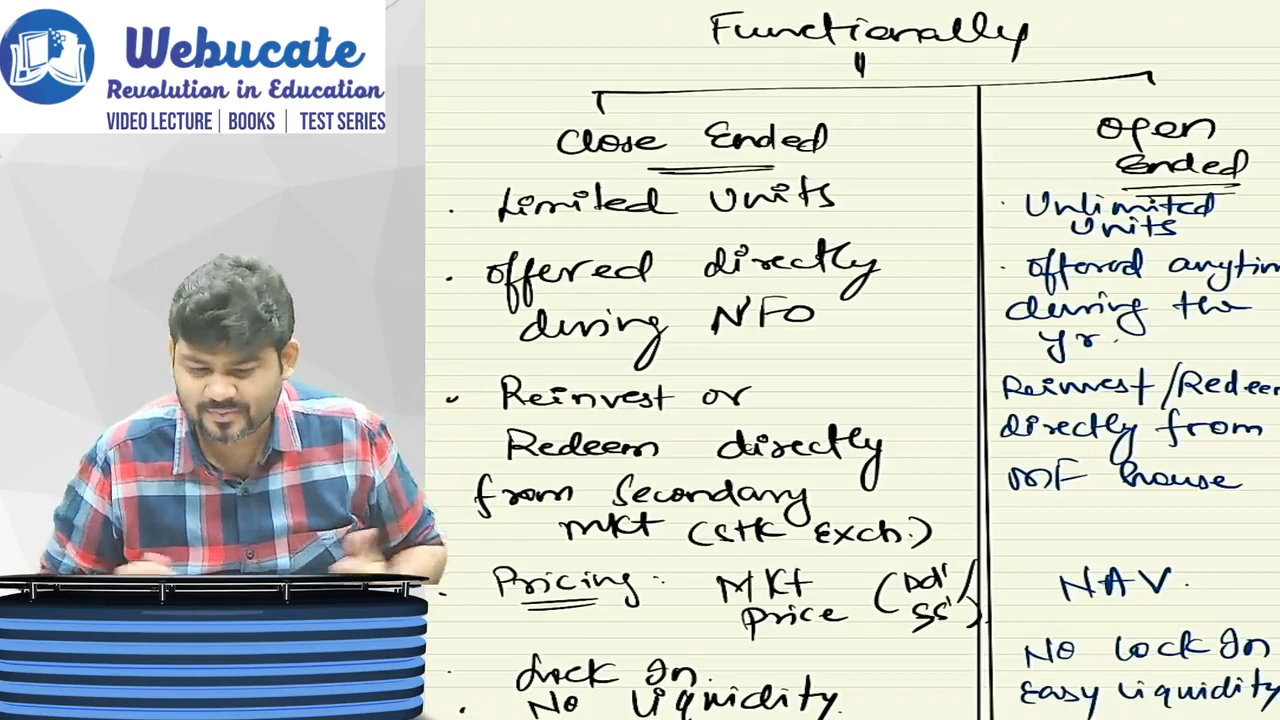 Webucate
Revolution in Education
VIDEO LECTURE | BOOKS | TEST SERIES
Functionally
Close Ended
. Limited Units
. Offered directly
during NFO
Reinvest or
Redeem directly
from Secondary
MKt (Stk Exch.)
. Pricing : MKt
Price (DD/
SS)
. Lock In.
. No liquidity.
Open
Ended
. Unlimited
Units
. Offered anytim
during the
yr.
Reinvest/Redeem
directly from
MF house
NAV.
No Lock In
Easy liquidity